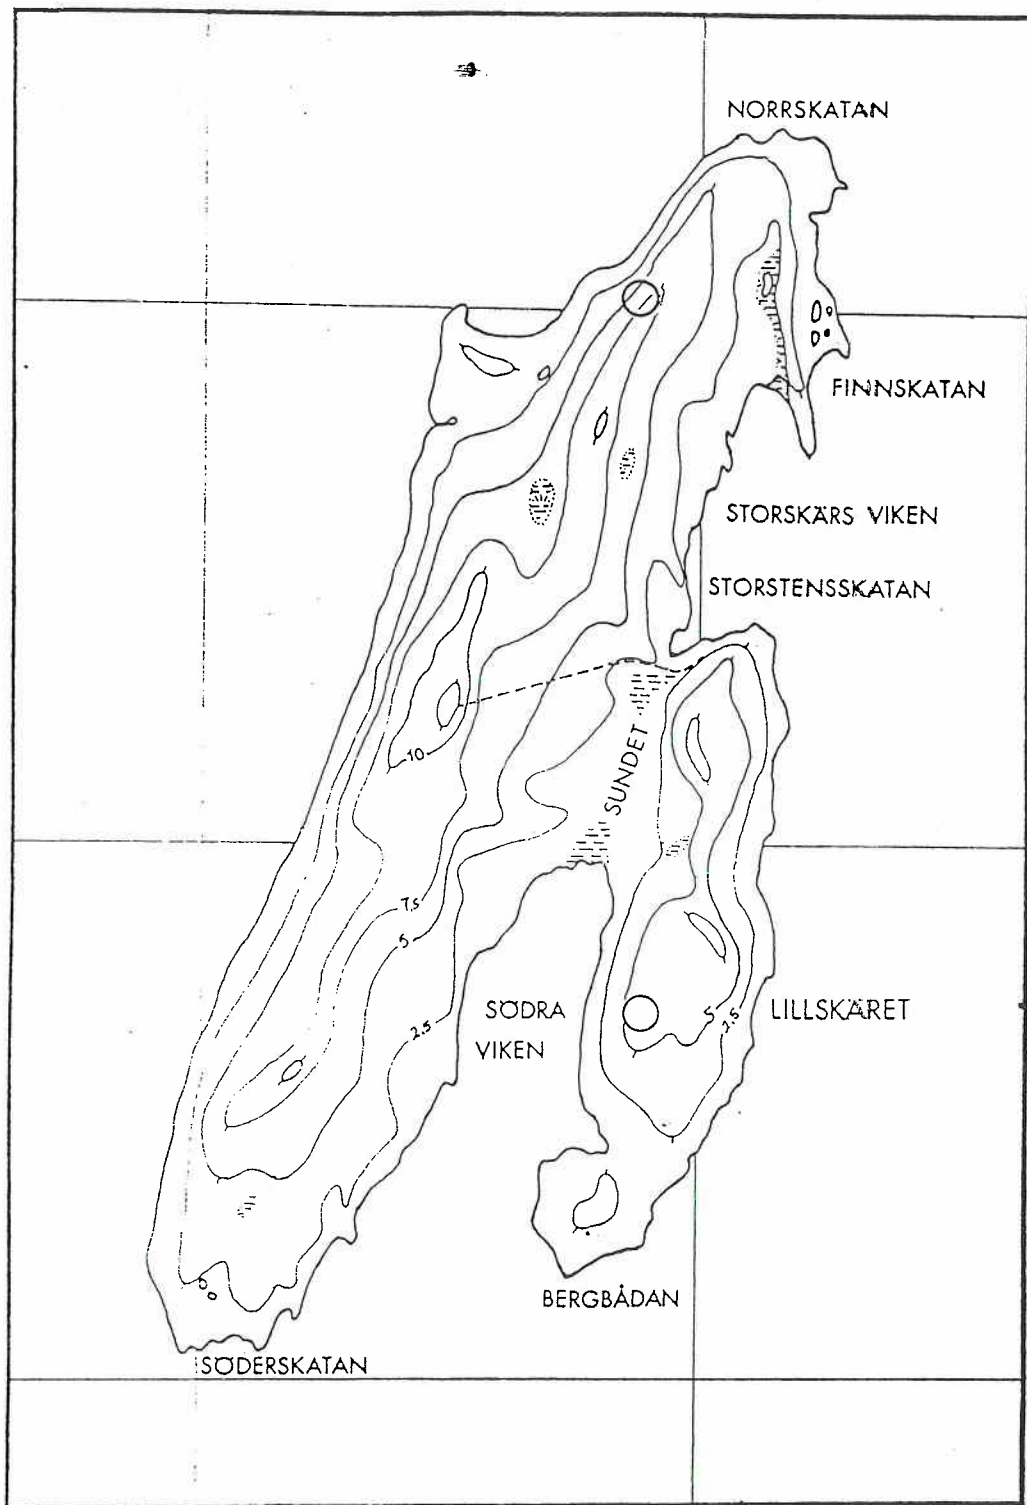 NORRSKATAN
FINNSKATAN
STORSKÄRS VIKEN
STORSTENSSKATAN
10
SUNDET
7,5
5
2,5
SÖDRA
VIKEN
5
2,5
LILLSKÄRET
BERGBÅDAN
SÖDERSKATAN